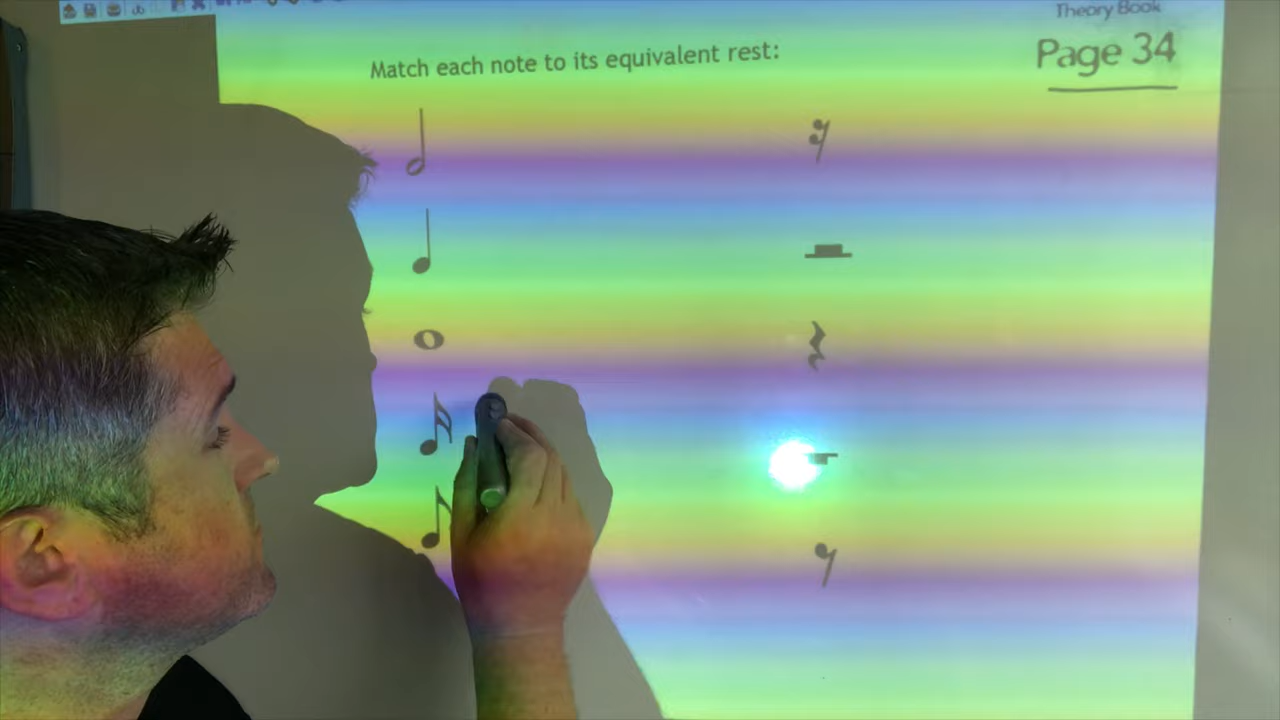 Theory Book
Page 34
Match each note to its equivalent rest: